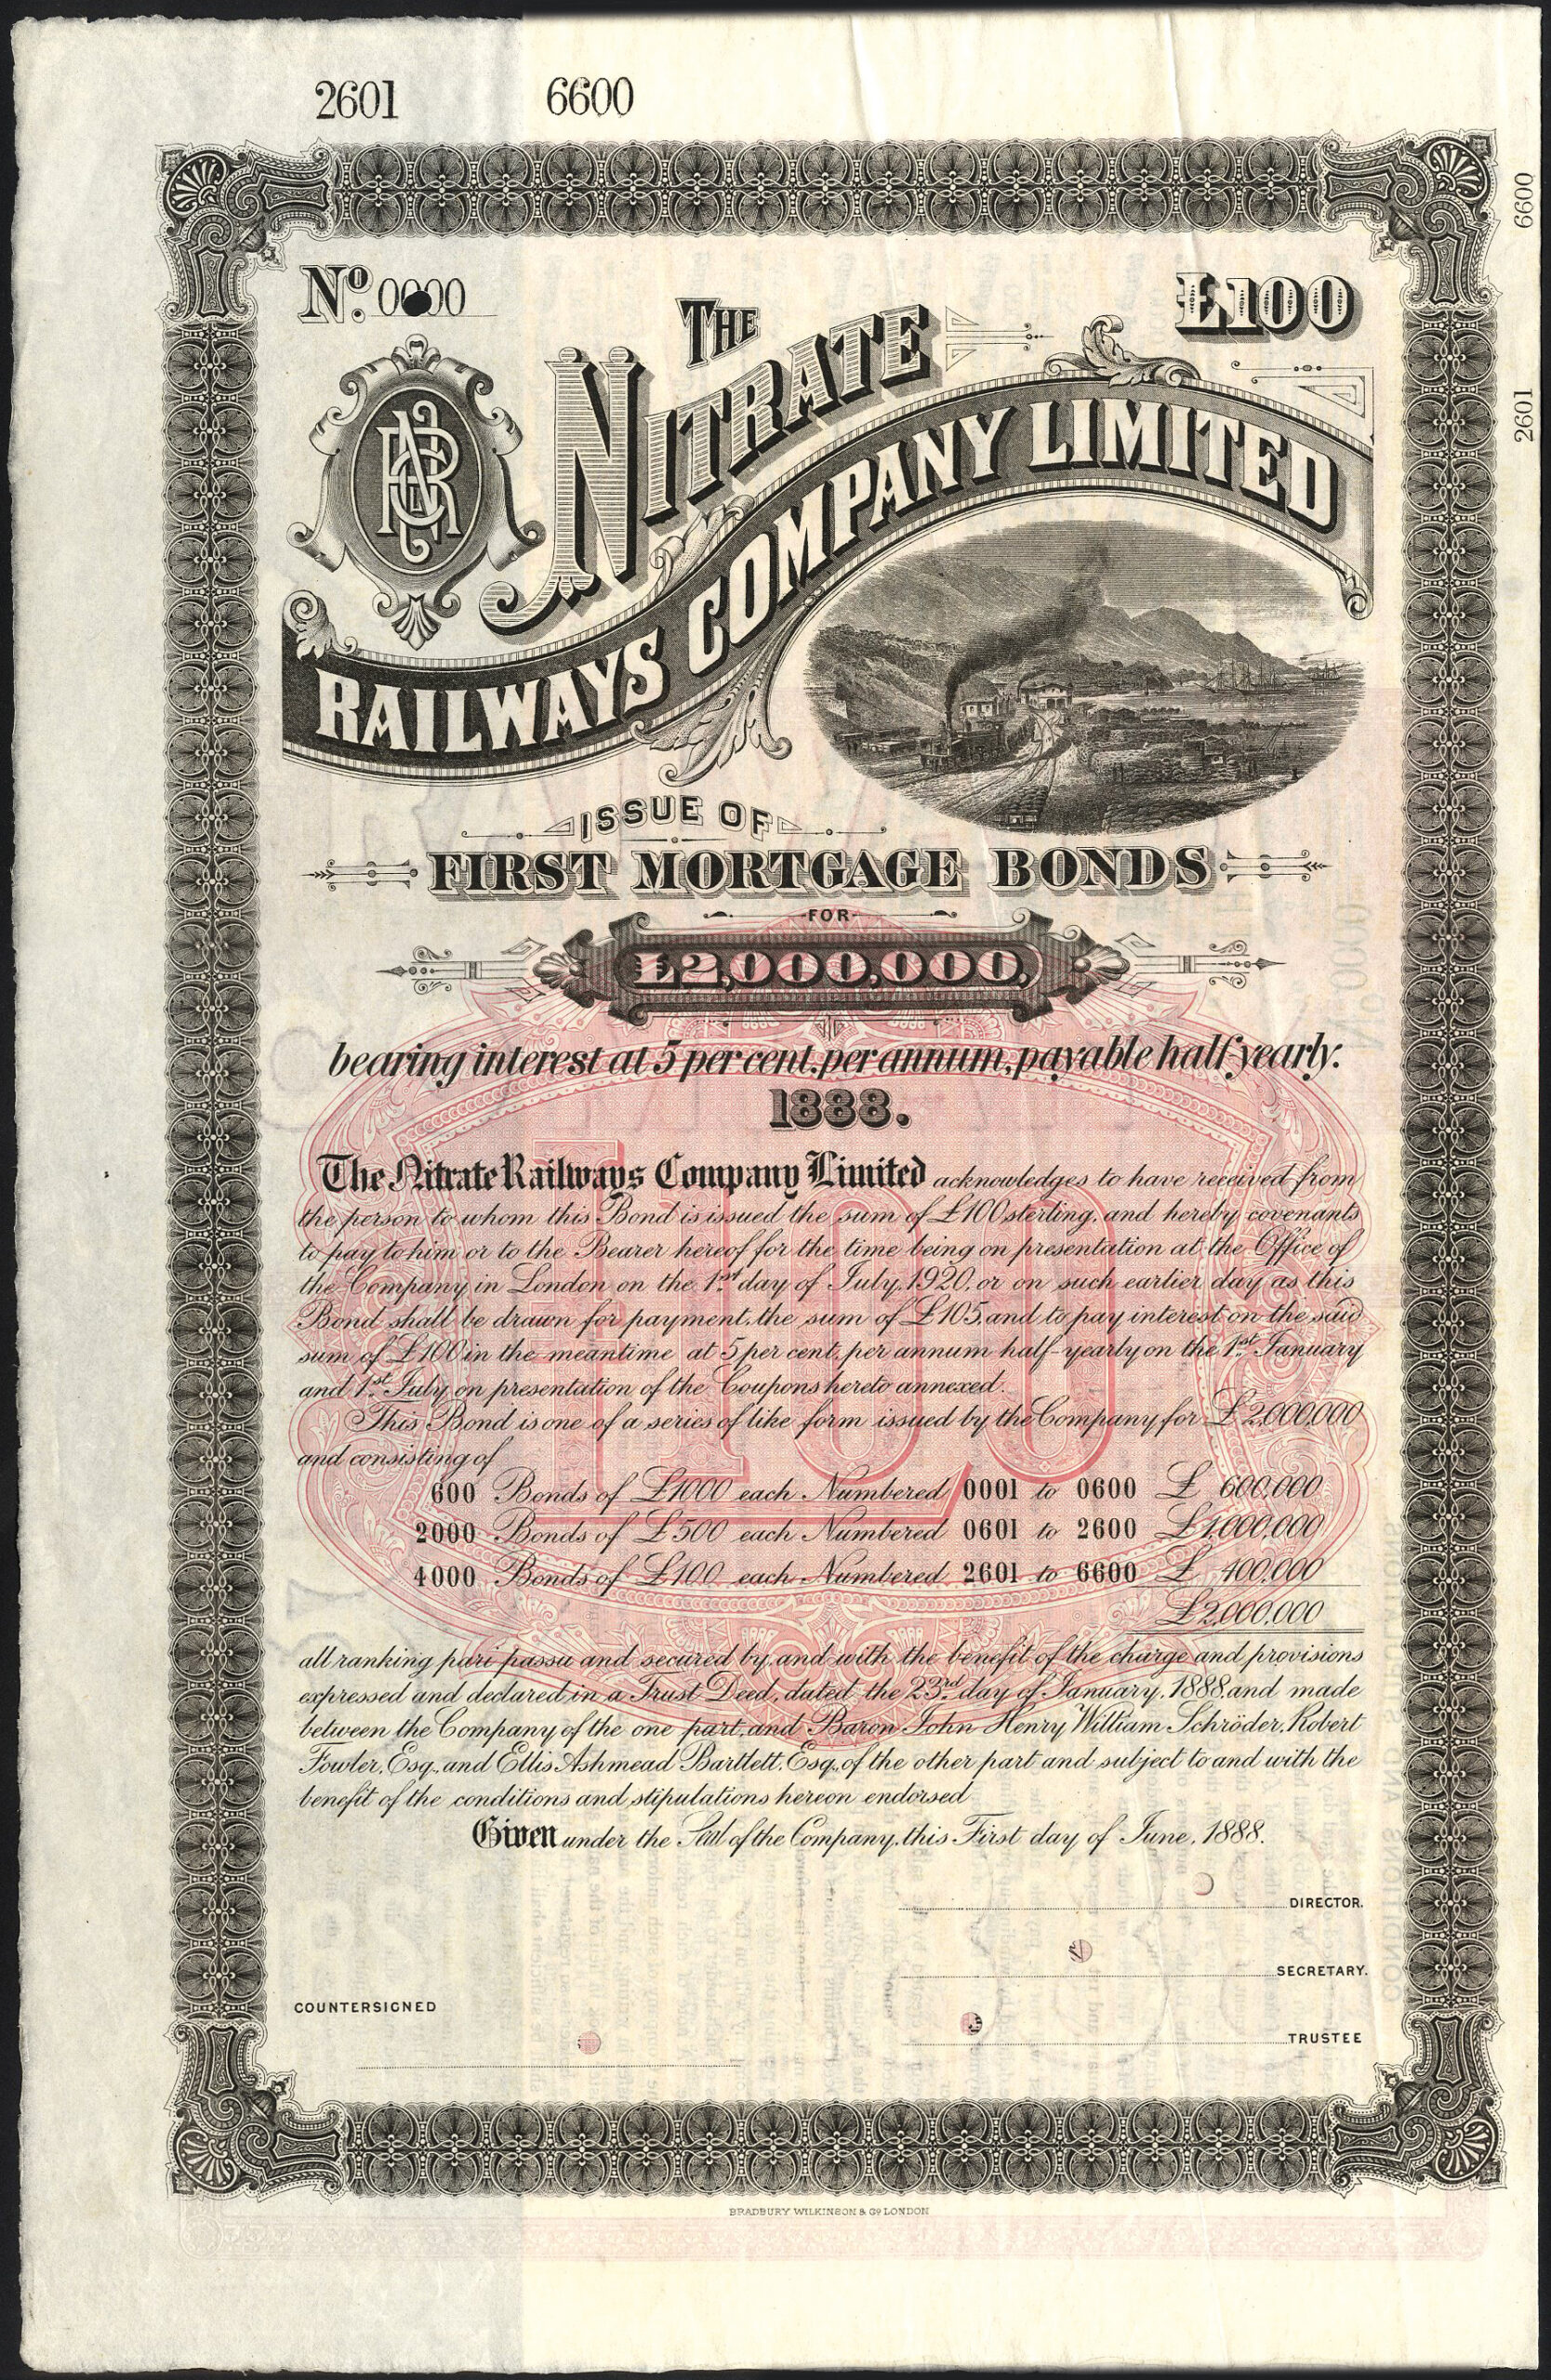 2601 6600
6600
2601
No. 0000
£100
THE
NITRATE
RAILWAYS COMPANY LIMITED
ISSUE OF
FIRST MORTGAGE BONDS
FOR
£2,000,000,
bearing interest at 5 per cent. per annum, payable half yearly.
1888.
The Nitrate Railways Company Limited acknowledges to have received from
the person to whom this Bond is issued the sum of £100 sterling, and hereby covenants
to pay to him or to the Bearer hereof for the time being on presentation at the Office of
the Company in London on the 1st day of July, 1920, or on such earlier day as this
Bond shall be drawn for payment, the sum of £105, and to pay interest on the said
sum of £100 in the meantime at 5 per cent. per annum half-yearly on the 1st January
and 1st July on presentation of the Coupons hereto annexed.
This Bond is one of a series of like form issued by the Company for £2,000,000
and consisting of
600 Bonds of £1000 each Numbered 0001 to 0600 £ 600,000
2000 Bonds of £500 each Numbered 0601 to 2600 £1,000,000
4000 Bonds of £100 each Numbered 2601 to 6600 £ 400,000
£2,000,000
all ranking pari passu and secured by, and with the benefit of the charge and provisions
expressed and declared in a Trust Deed, dated the 23rd day of January, 1888, and made
between the Company of the one part, and Baron John Henry William Schröder, Robert
Fowler, Esq., and Ellis Ashmead Bartlett, Esq., of the other part and subject to and with the
benefit of the conditions and stipulations hereon endorsed
Given under the Seal of the Company, this First day of June, 1888.
DIRECTOR.
SECRETARY.
COUNTERSIGNED
TRUSTEE
BRADBURY WILKINSON & Co LONDON
£100